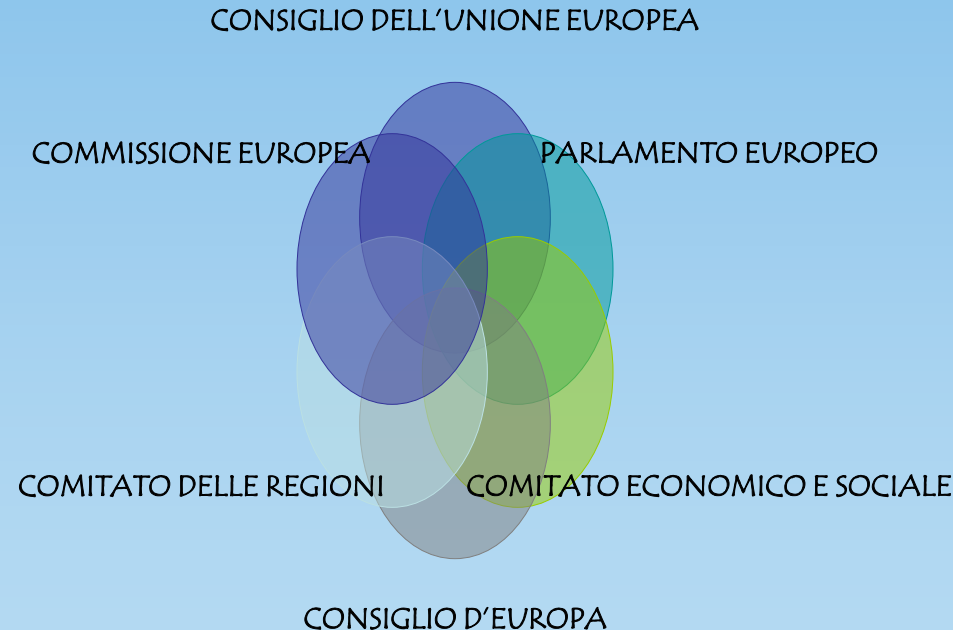 CONSIGLIO DELL'UNIONE EUROPEA
COMMISSIONE EUROPEA
PARLAMENTO EUROPEO
COMITATO DELLE REGIONI
COMITATO ECONOMICO E SOCIALE
CONSIGLIO D'EUROPA